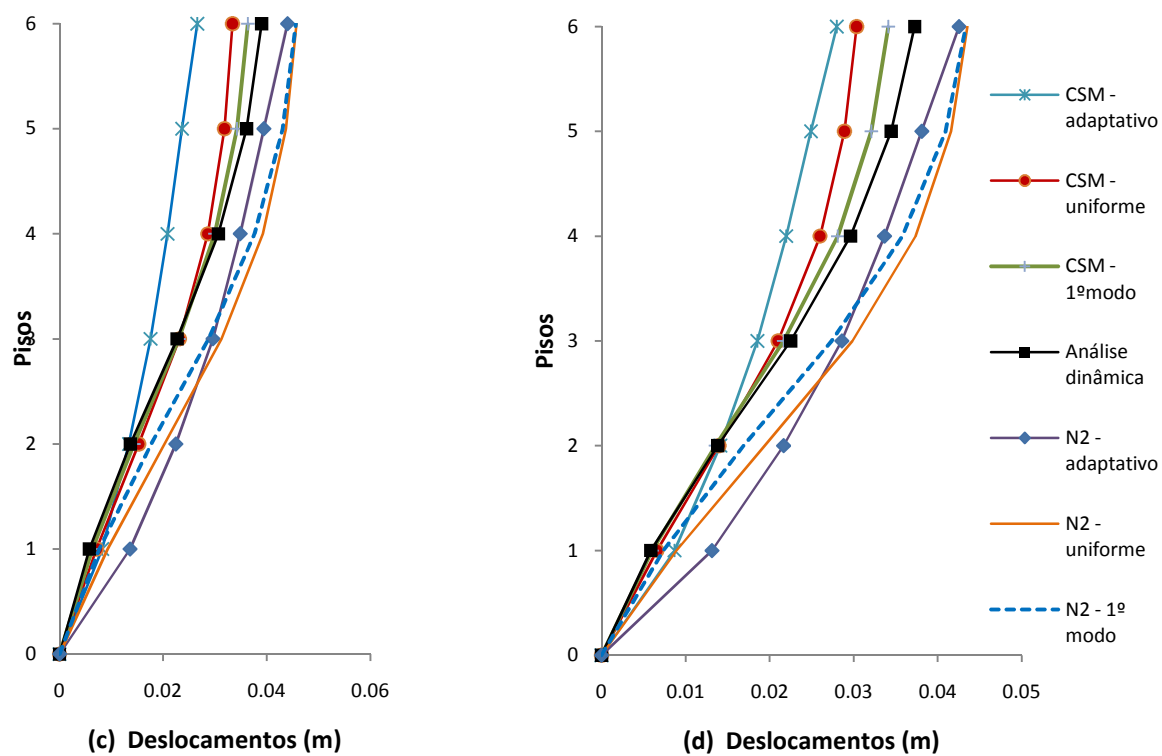 6
5
4
3
2
1
0
Pisos
0
0.02
0.04
0.06
(c) Deslocamentos (m)
6
5
4
3
2
1
0
Pisos
0
0.01
0.02
0.03
0.04
0.05
(d) Deslocamentos (m)
CSM -
adaptativo
CSM -
uniforme
CSM -
1ºmodo
Análise
dinâmica
N2 -
adaptativo
N2 -
uniforme
N2 - 1º
modo